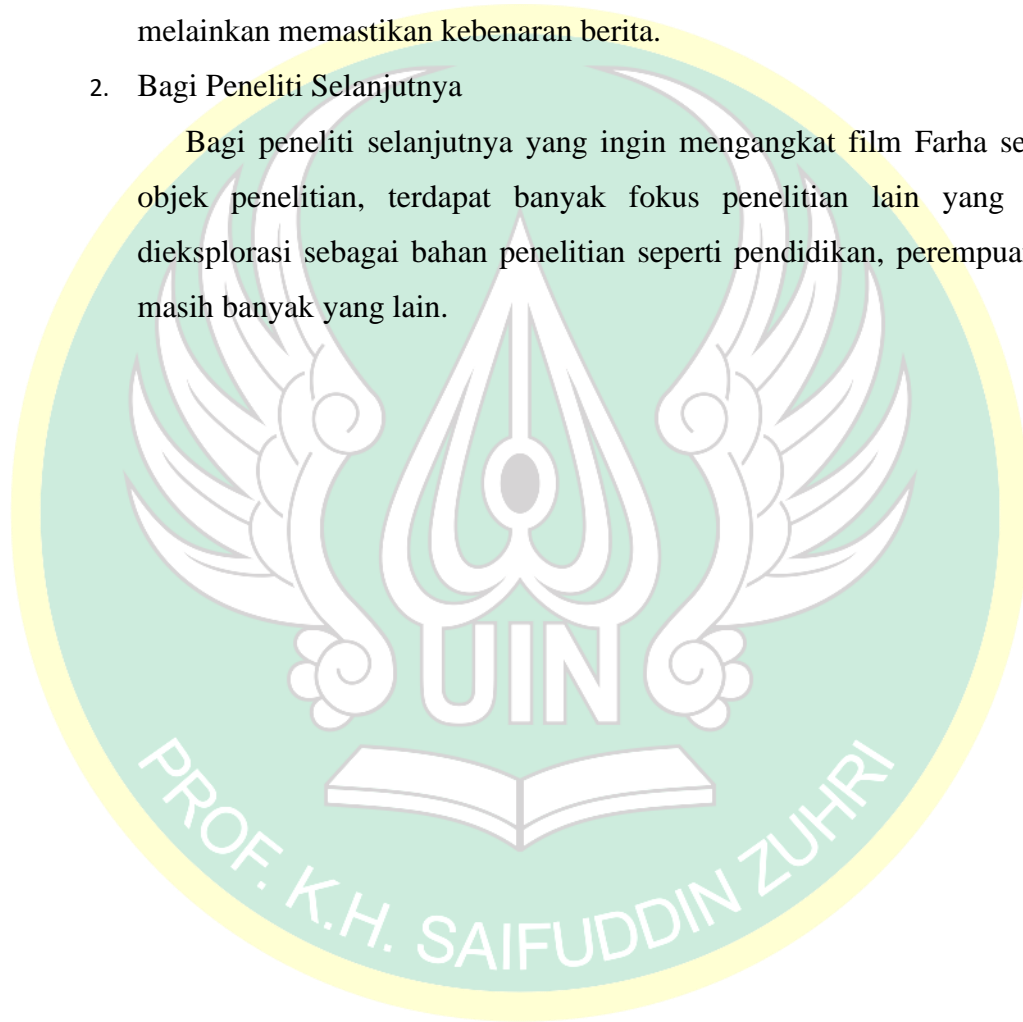 melainkan memastikan kebenaran berita.
2. Bagi Peneliti Selanjutnya
Bagi peneliti selanjutnya yang ingin mengangkat film Farha se
objek penelitian, terdapat banyak fokus penelitian lain yang
dieksplorasi sebagai bahan penelitian seperti pendidikan, perempua
masih banyak yang lain.
UIN
PROF. K.H. SAIFUDDIN ZUHRI